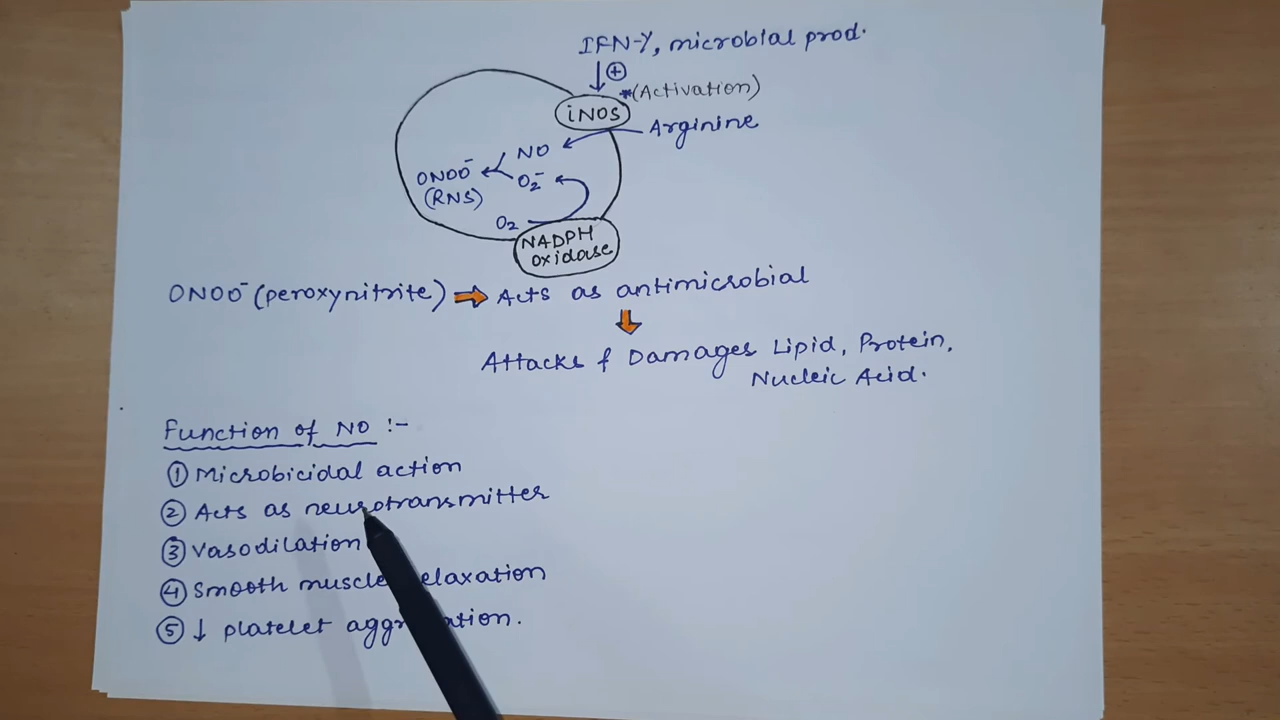 IFN-γ, microbial prod.
+
*(Activation)
iNOS
Arginine
NO
ONOO⁻
O₂⁻
(RNS)
O₂
NADPH
oxidase
ONOO⁻ (peroxynitrite) ⇒ Acts as antimicrobial
Attacks & Damages Lipid, Protein,
Nucleic Acid.
Function of NO :-
① Microbicidal action
② Acts as neurotransmitter
③ Vasodilation
④ Smooth muscle relaxation
⑤ ↓ platelet aggregation.